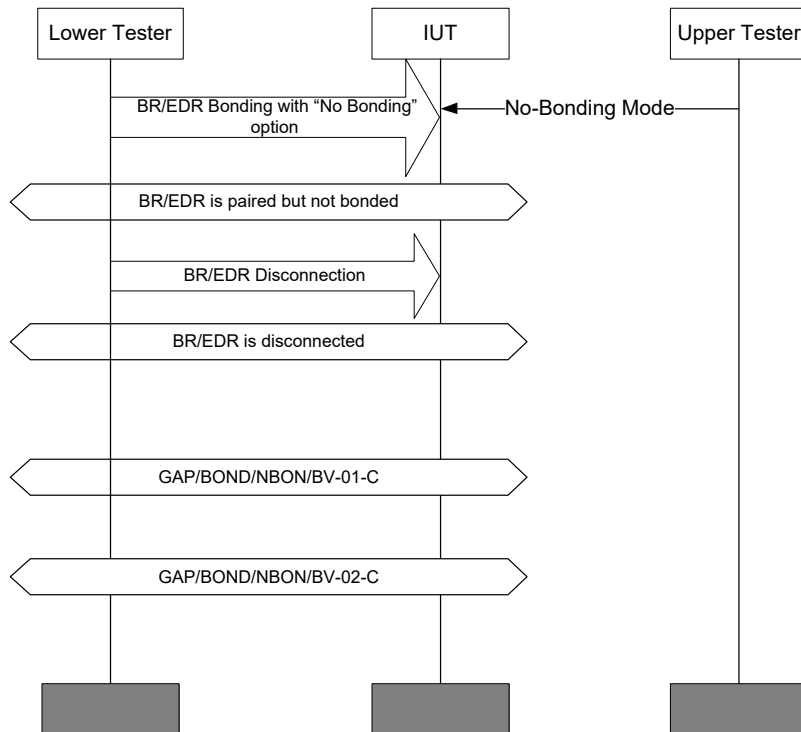 Lower Tester
IUT
Upper Tester
BR/EDR Bonding with “No Bonding”
option
No-Bonding Mode
BR/EDR is paired but not bonded
BR/EDR Disconnection
BR/EDR is disconnected
GAP/BOND/NBON/BV-01-C
GAP/BOND/NBON/BV-02-C